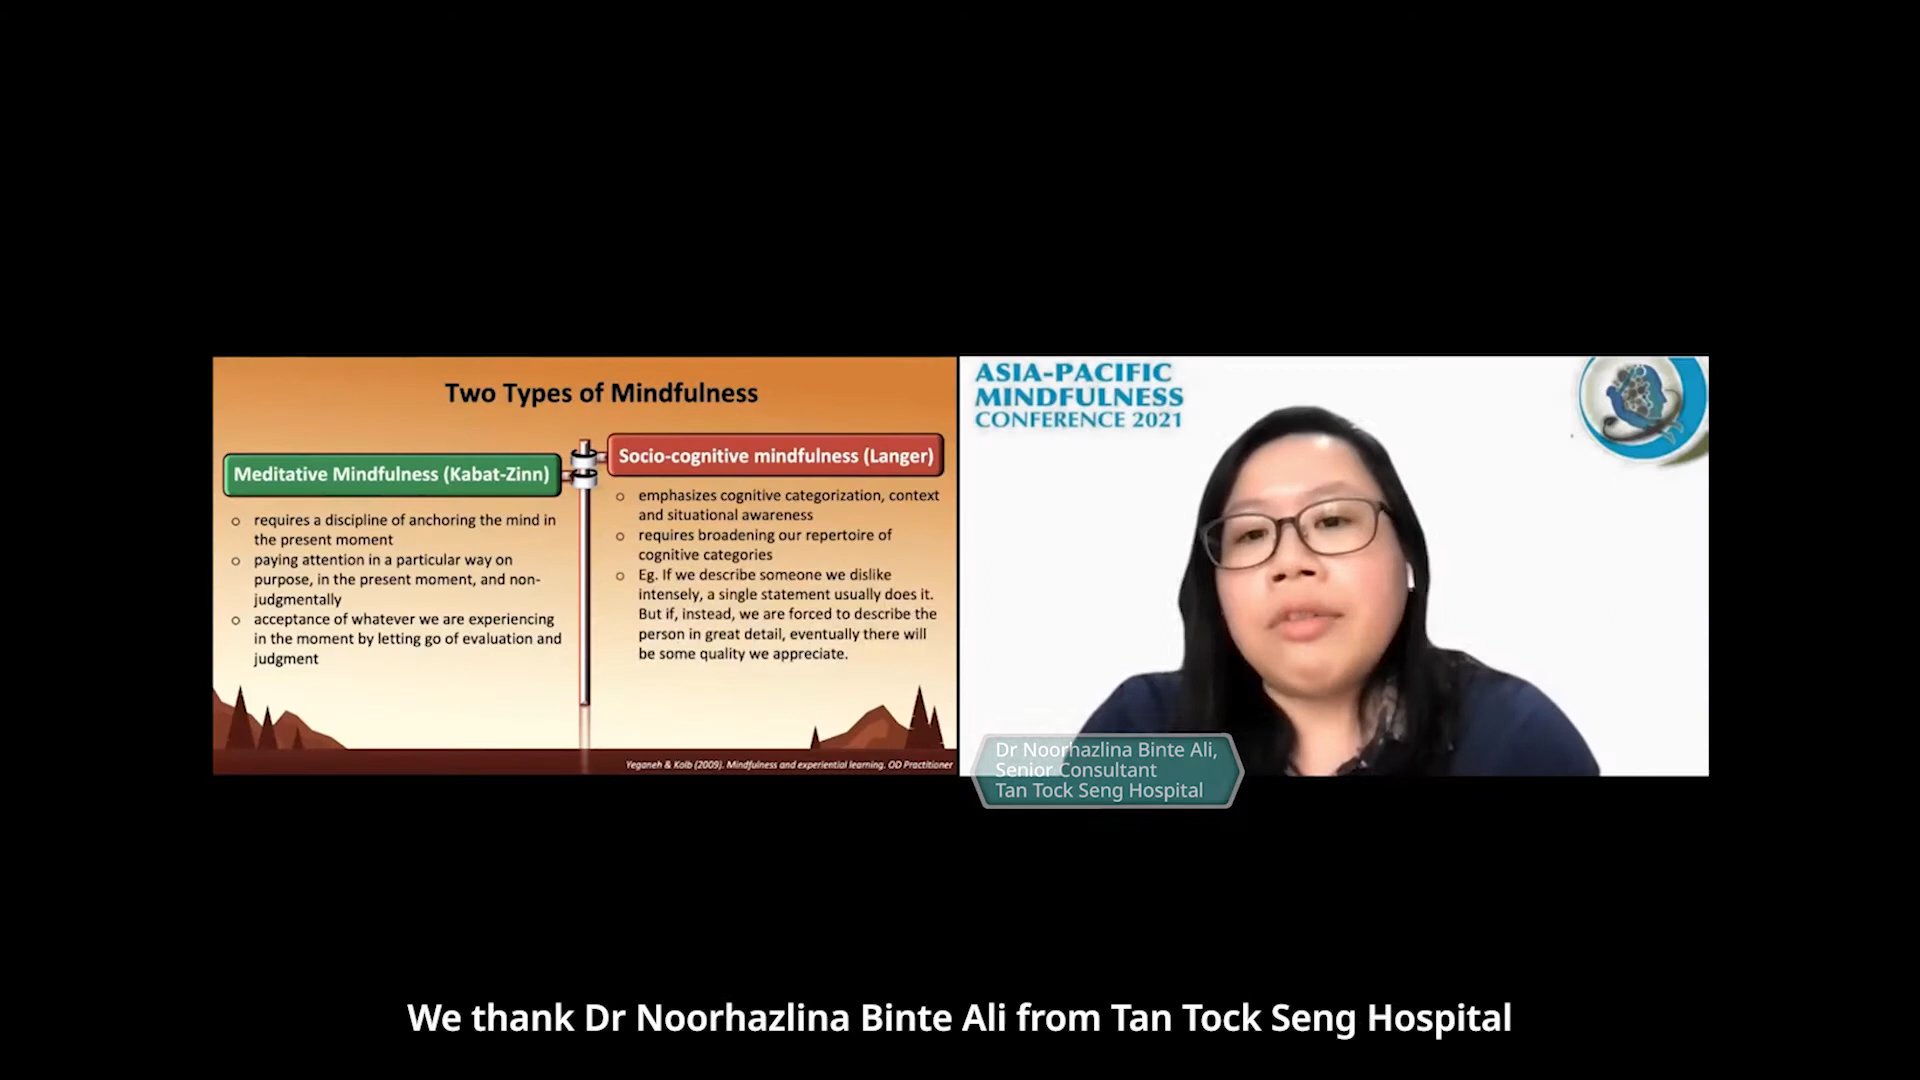 Two Types of Mindfulness
Meditative Mindfulness (Kabat-Zinn)
requires a discipline of anchoring the mind in
the present moment
paying attention in a particular way on
purpose, in the present moment, and non-
judgmentally
acceptance of whatever we are experiencing
in the moment by letting go of evaluation and
judgment
Socio-cognitive mindfulness (Langer)
emphasizes cognitive categorization, context
and situational awareness
requires broadening our repertoire of
cognitive categories
Eg. If we describe someone we dislike
intensely, a single statement usually does it.
But if, instead, we are forced to describe the
person in great detail, eventually there will
be some quality we appreciate.
Yeganeh & Kolb (2009). Mindfulness and experiential learning. OD Practitioner
ASIA-PACIFIC
MINDFULNESS
CONFERENCE 2021
Dr Noorhazlina Binte Ali,
Senior Consultant
Tan Tock Seng Hospital
We thank Dr Noorhazlina Binte Ali from Tan Tock Seng Hospital